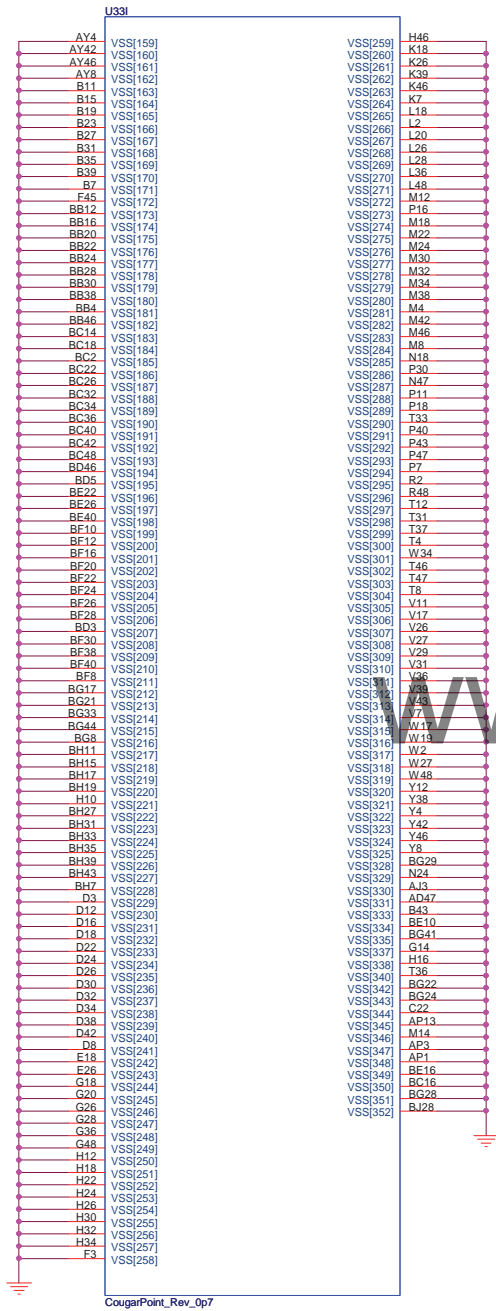 U33I
AY4 VSS[159]
AY42 VSS[160]
AY46 VSS[161]
AY8 VSS[162]
B11 VSS[163]
B15 VSS[164]
B19 VSS[165]
B23 VSS[166]
B27 VSS[167]
B31 VSS[168]
B35 VSS[169]
B39 VSS[170]
B7 VSS[171]
F45 VSS[172]
BB12 VSS[173]
BB16 VSS[174]
BB20 VSS[175]
BB22 VSS[176]
BB24 VSS[177]
BB28 VSS[178]
BB30 VSS[179]
BB38 VSS[180]
BB4 VSS[181]
BB46 VSS[182]
BC14 VSS[183]
BC18 VSS[184]
BC2 VSS[185]
BC22 VSS[186]
BC26 VSS[187]
BC32 VSS[188]
BC34 VSS[189]
BC36 VSS[190]
BC40 VSS[191]
BC42 VSS[192]
BC48 VSS[193]
BD46 VSS[194]
BD5 VSS[195]
BE22 VSS[196]
BE26 VSS[197]
BE40 VSS[198]
BF10 VSS[199]
BF12 VSS[200]
BF16 VSS[201]
BF20 VSS[202]
BF22 VSS[203]
BF24 VSS[204]
BF26 VSS[205]
BF28 VSS[206]
BD3 VSS[207]
BF30 VSS[208]
BF38 VSS[209]
BF40 VSS[210]
BF8 VSS[211]
BG17 VSS[212]
BG21 VSS[213]
BG33 VSS[214]
BG44 VSS[215]
BG8 VSS[216]
BH11 VSS[217]
BH15 VSS[218]
BH17 VSS[219]
BH19 VSS[220]
H10 VSS[221]
BH27 VSS[222]
BH31 VSS[223]
BH33 VSS[224]
BH35 VSS[225]
BH39 VSS[226]
BH43 VSS[227]
BH7 VSS[228]
D3 VSS[229]
D12 VSS[230]
D16 VSS[231]
D18 VSS[232]
D22 VSS[233]
D24 VSS[234]
D26 VSS[235]
D30 VSS[236]
D32 VSS[237]
D34 VSS[238]
D38 VSS[239]
D42 VSS[240]
D8 VSS[241]
E18 VSS[242]
E26 VSS[243]
G18 VSS[244]
G20 VSS[245]
G26 VSS[246]
G28 VSS[247]
G36 VSS[248]
G48 VSS[249]
H12 VSS[250]
H18 VSS[251]
H22 VSS[252]
H24 VSS[253]
H26 VSS[254]
H30 VSS[255]
H32 VSS[256]
H34 VSS[257]
F3 VSS[258]
VSS[259] H46
VSS[260] K18
VSS[261] K26
VSS[262] K39
VSS[263] K46
VSS[264] K7
VSS[265] L18
VSS[266] L2
VSS[267] L20
VSS[268] L26
VSS[269] L28
VSS[270] L36
VSS[271] L48
VSS[272] M12
VSS[273] P16
VSS[274] M18
VSS[275] M22
VSS[276] M24
VSS[277] M30
VSS[278] M32
VSS[279] M34
VSS[280] M38
VSS[281] M4
VSS[282] M42
VSS[283] M46
VSS[284] M8
VSS[285] N18
VSS[286] P30
VSS[287] N47
VSS[288] P11
VSS[289] P18
VSS[290] T33
VSS[291] P40
VSS[292] P43
VSS[293] P47
VSS[294] P7
VSS[295] R2
VSS[296] R48
VSS[297] T12
VSS[298] T31
VSS[299] T37
VSS[300] T4
VSS[301] W34
VSS[302] T46
VSS[303] T47
VSS[304] T8
VSS[305] V11
VSS[306] V17
VSS[307] V26
VSS[308] V27
VSS[309] V29
VSS[310] V31
VSS[311] V36
VSS[312] V39
VSS[313] V43
VSS[314] V7
VSS[315] W17
VSS[316] W19
VSS[317] W2
VSS[318] W27
VSS[319] W48
VSS[320] Y12
VSS[321] Y38
VSS[322] Y4
VSS[323] Y42
VSS[324] Y46
VSS[325] Y8
VSS[328] BG29
VSS[329] N24
VSS[330] AJ3
VSS[331] AD47
VSS[333] B43
VSS[334] BE10
VSS[335] BG41
VSS[337] G14
VSS[338] H16
VSS[340] T36
VSS[342] BG22
VSS[343] BG24
VSS[344] C22
VSS[345] AP13
VSS[346] M14
VSS[347] AP3
VSS[348] AP1
VSS[349] BE16
VSS[350] BC16
VSS[351] BG28
VSS[352] BJ28
CougarPoint_Rev_0p7